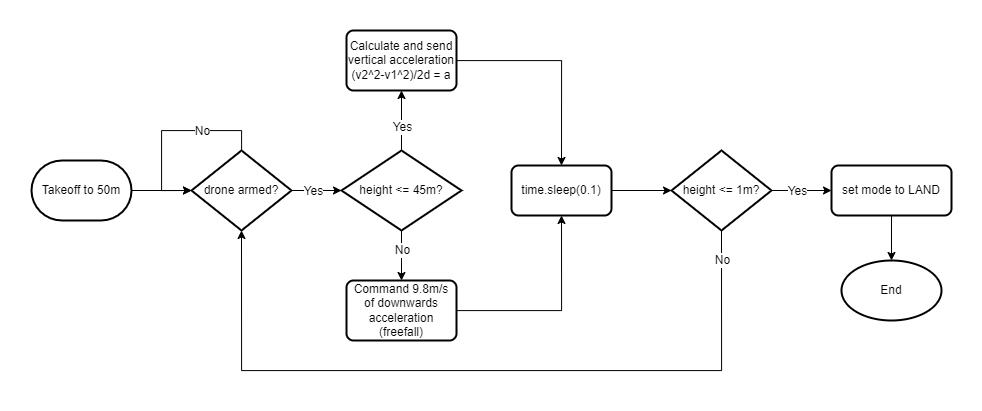 Takeoff to 50m
No
drone armed?
Yes
height <= 45m?
Yes
Calculate and send
vertical acceleration
(v2^2-v1^2)/2d = a
No
Command 9.8m/s
of downwards
acceleration
(freefall)
time.sleep(0.1)
height <= 1m?
Yes
set mode to LAND
No
End